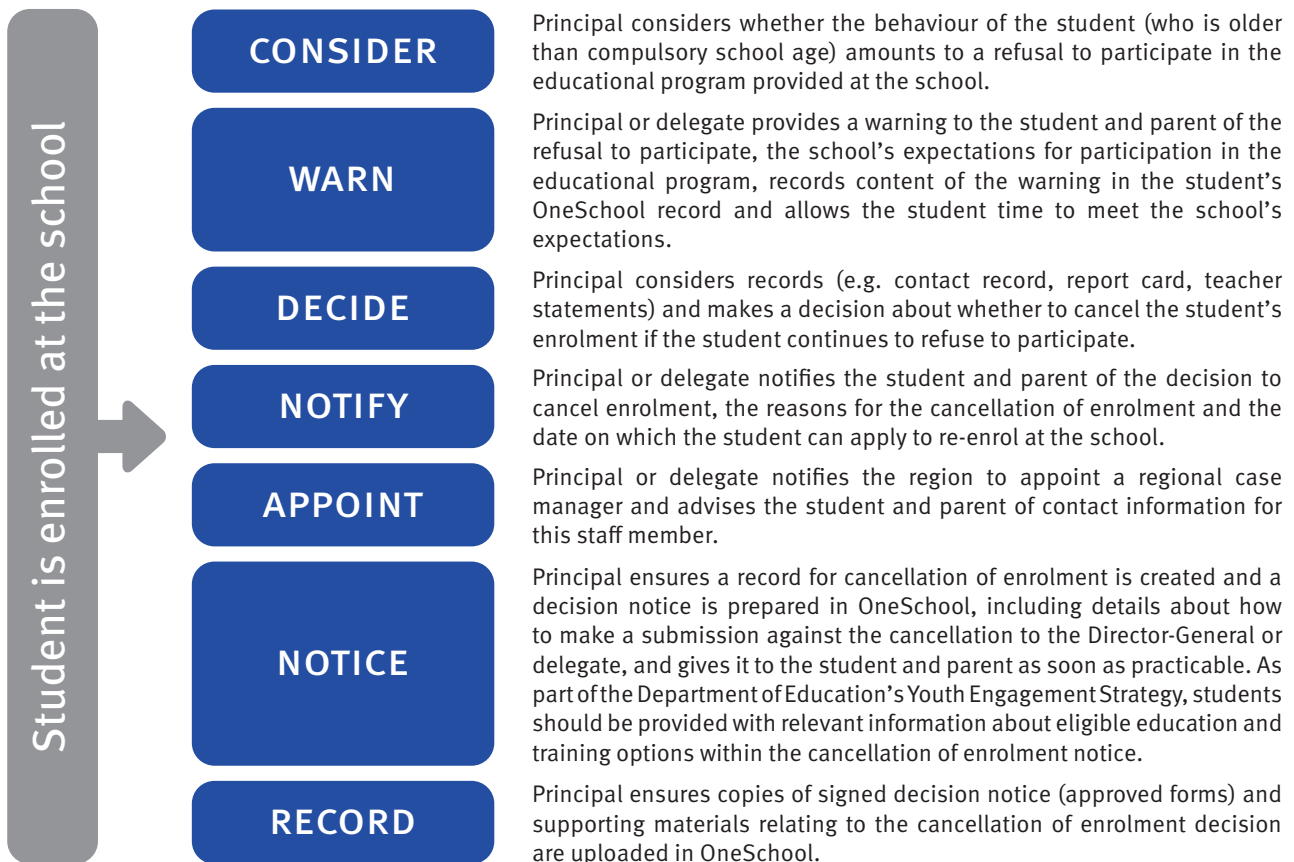 Student is enrolled at the school
CONSIDER
Principal considers whether the behaviour of the student (who is older
than compulsory school age) amounts to a refusal to participate in the
educational program provided at the school.
WARN
Principal or delegate provides a warning to the student and parent of the
refusal to participate, the school's expectations for participation in the
educational program, records content of the warning in the student's
OneSchool record and allows the student time to meet the school's
expectations.
DECIDE
Principal considers records (e.g. contact record, report card, teacher
statements) and makes a decision about whether to cancel the student's
enrolment if the student continues to refuse to participate.
NOTIFY
Principal or delegate notifies the student and parent of the decision to
cancel enrolment, the reasons for the cancellation of enrolment and the
date on which the student can apply to re-enrol at the school.
APPOINT
Principal or delegate notifies the region to appoint a regional case
manager and advises the student and parent of contact information for
this staff member.
NOTICE
Principal ensures a record for cancellation of enrolment is created and a
decision notice is prepared in OneSchool, including details about how
to make a submission against the cancellation to the Director-General or
delegate, and gives it to the student and parent as soon as practicable. As
part of the Department of Education's Youth Engagement Strategy, students
should be provided with relevant information about eligible education and
training options within the cancellation of enrolment notice.
RECORD
Principal ensures copies of signed decision notice (approved forms) and
supporting materials relating to the cancellation of enrolment decision
are uploaded in OneSchool.